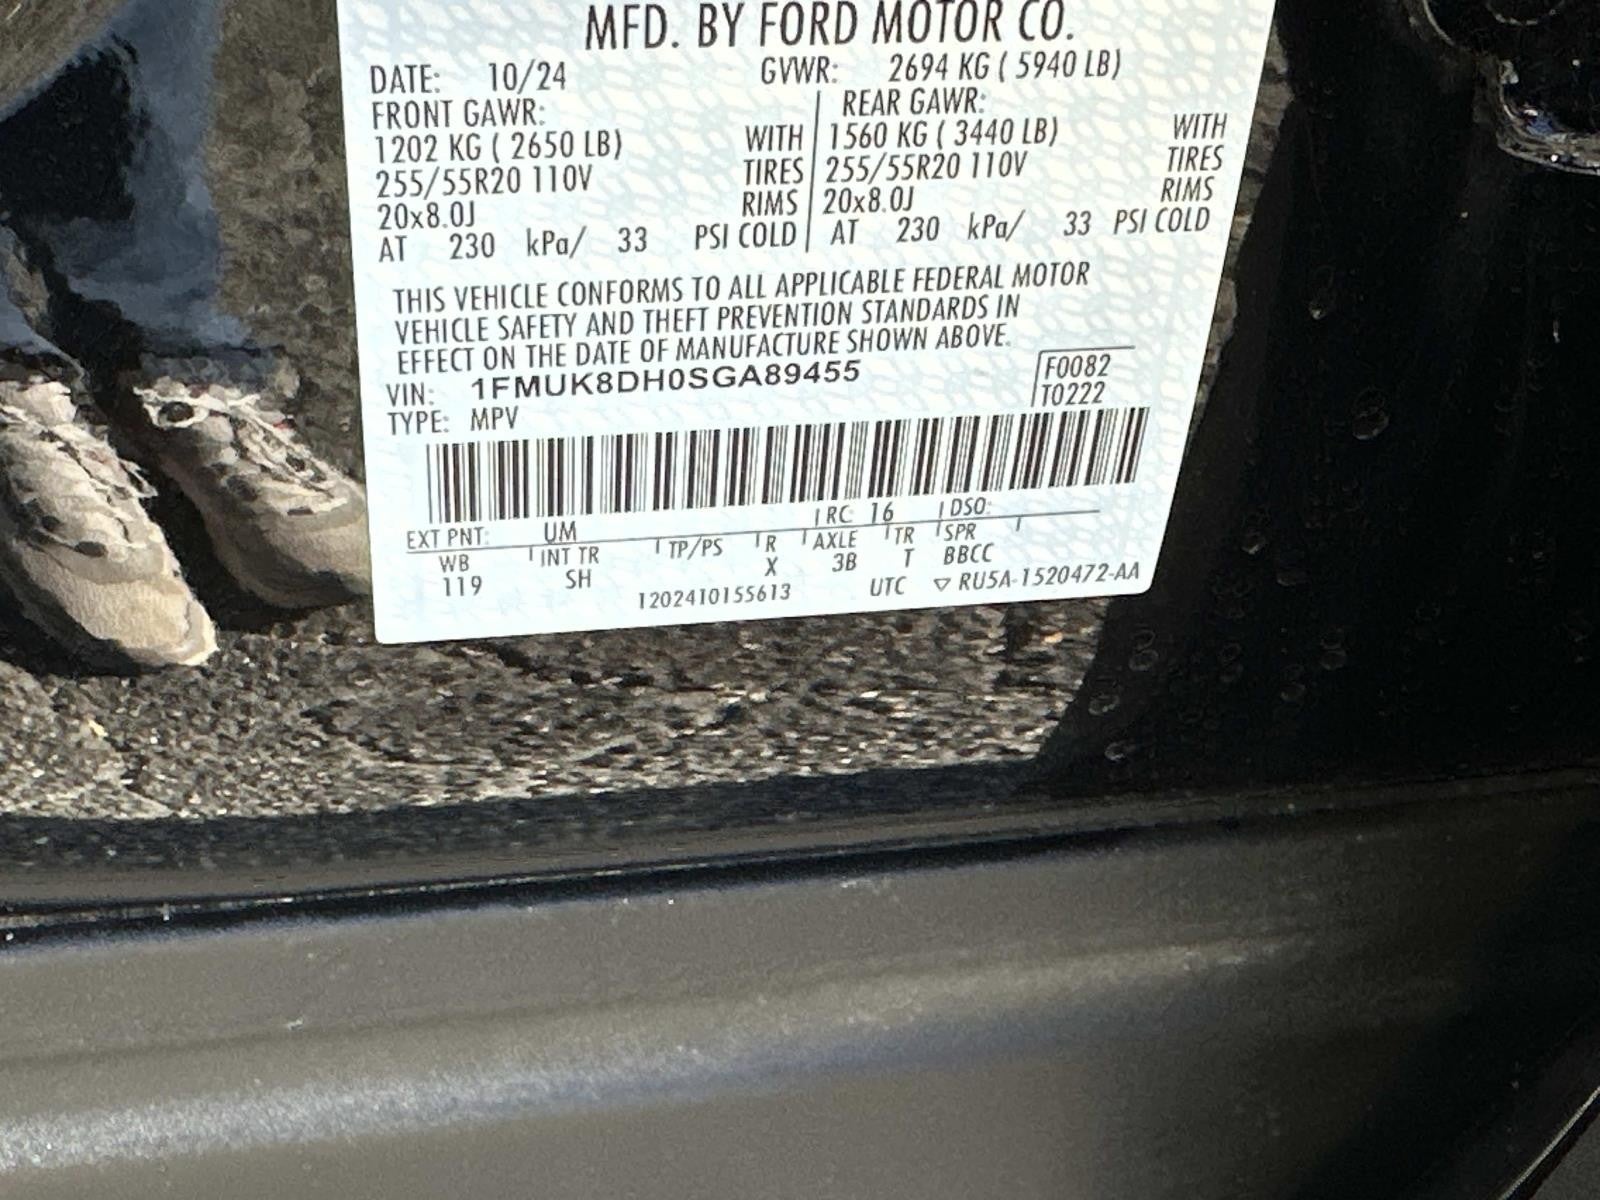 MFD. BY FORD MOTOR CO.
DATE: 10/24 GVWR: 2694 KG ( 5940 LB)
FRONT GAWR: REAR GAWR:
1202 KG ( 2650 LB) WITH 1560 KG ( 3440 LB) WITH
255/55R20 110V TIRES 255/55R20 110V TIRES
20x8.0J RIMS 20x8.0J RIMS
AT 230 kPa/ 33 PSI COLD AT 230 kPa/ 33 PSI COLD
THIS VEHICLE CONFORMS TO ALL APPLICABLE FEDERAL MOTOR
VEHICLE SAFETY AND THEFT PREVENTION STANDARDS IN
EFFECT ON THE DATE OF MANUFACTURE SHOWN ABOVE.
VIN: 1FMUK8DH0SGA89455 F0082
TYPE: MPV T0222
EXT PNT: UM RC: 16 DSO:
WB INT TR TP/PS R AXLE TR SPR
119 SH X 3B T BBCC
1202410155613 UTC ▽ RU5A-1520472-AA